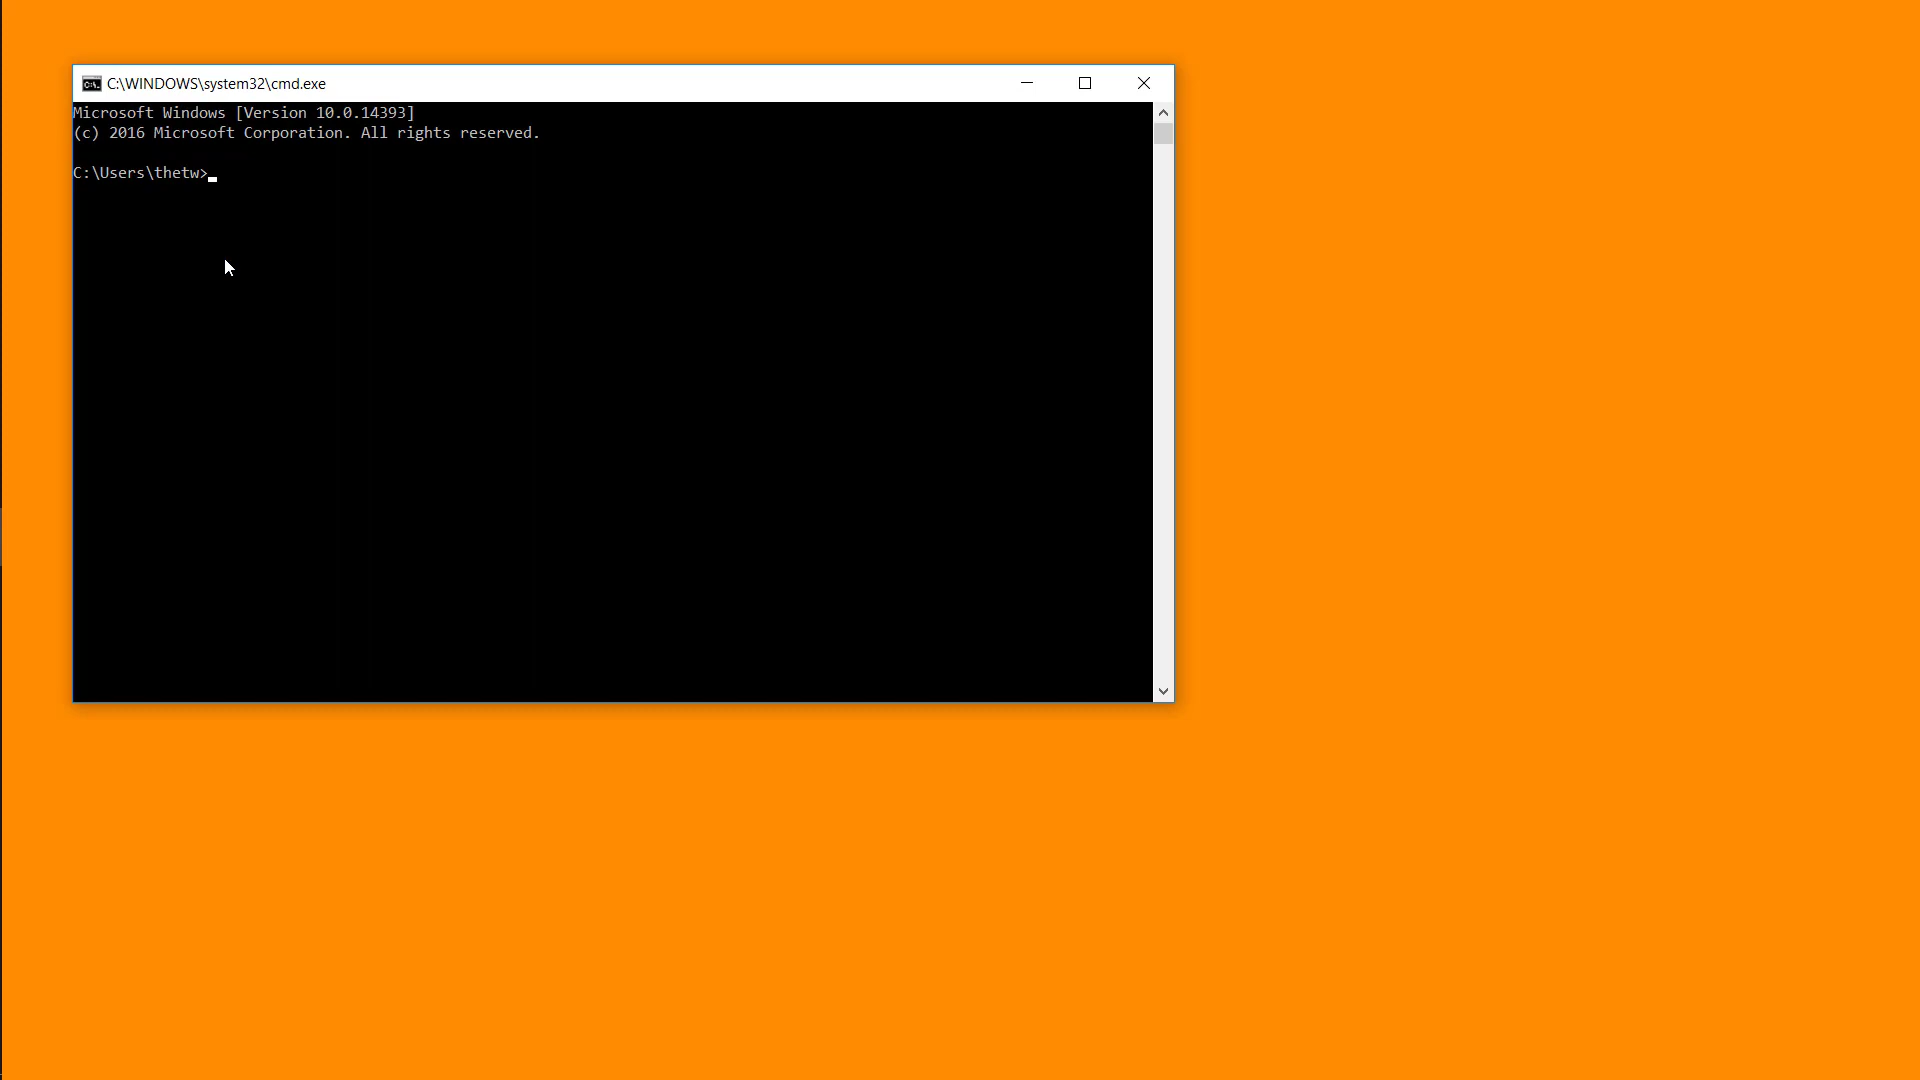 C:\WINDOWS\system32\cmd.exe
Microsoft Windows [Version 10.0.14393]
(c) 2016 Microsoft Corporation. All rights reserved.
C:\Users\thetw>